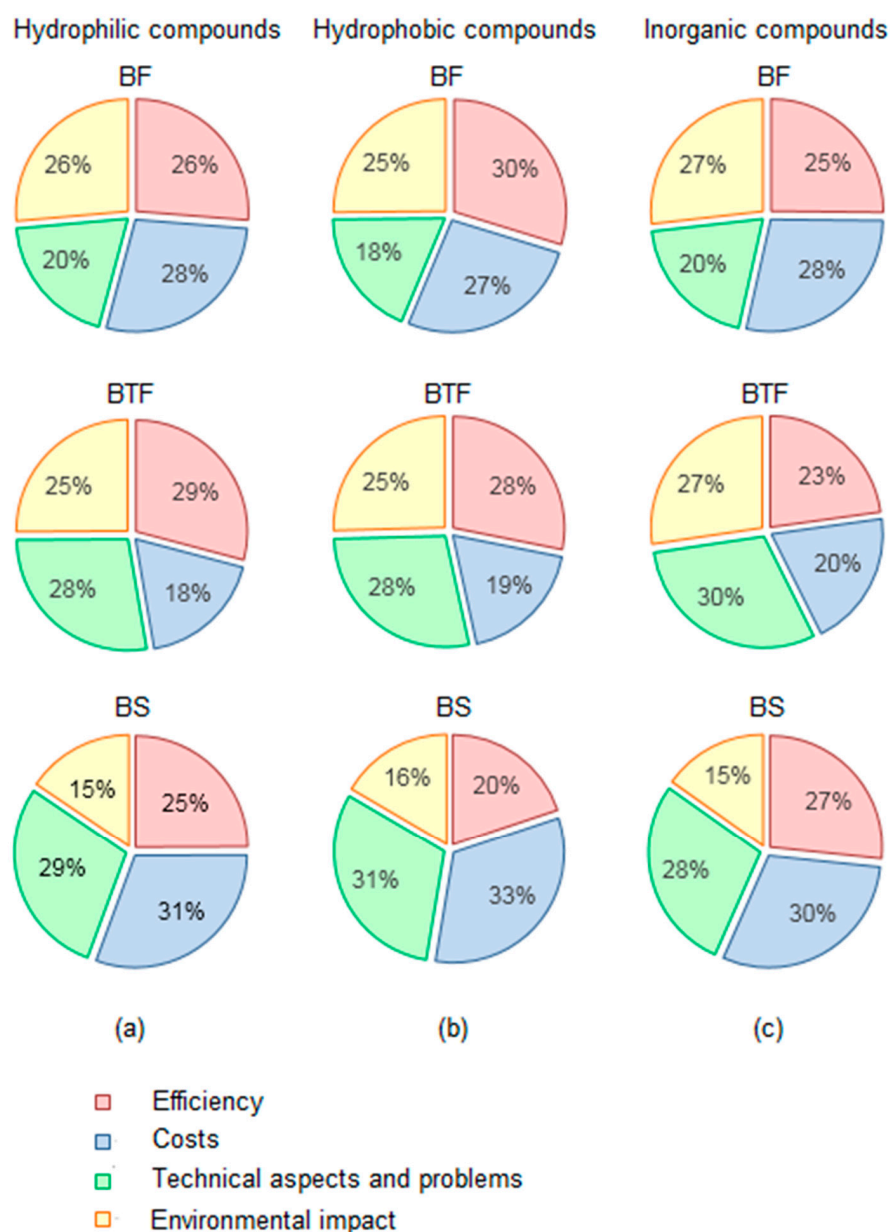 Hydrophilic compounds Hydrophobic compounds Inorganic compounds
BF BF BF
26% 26% 25% 30% 27% 25%
20% 28% 18% 27% 20% 28%
BTF BTF BTF
25% 29% 25% 28% 27% 23%
28% 18% 28% 19% 30% 20%
BS BS BS
15% 25% 16% 20% 15% 27%
29% 31% 31% 33% 28% 30%
(a) (b) (c)
Efficiency
Costs
Technical aspects and problems
Environmental impact